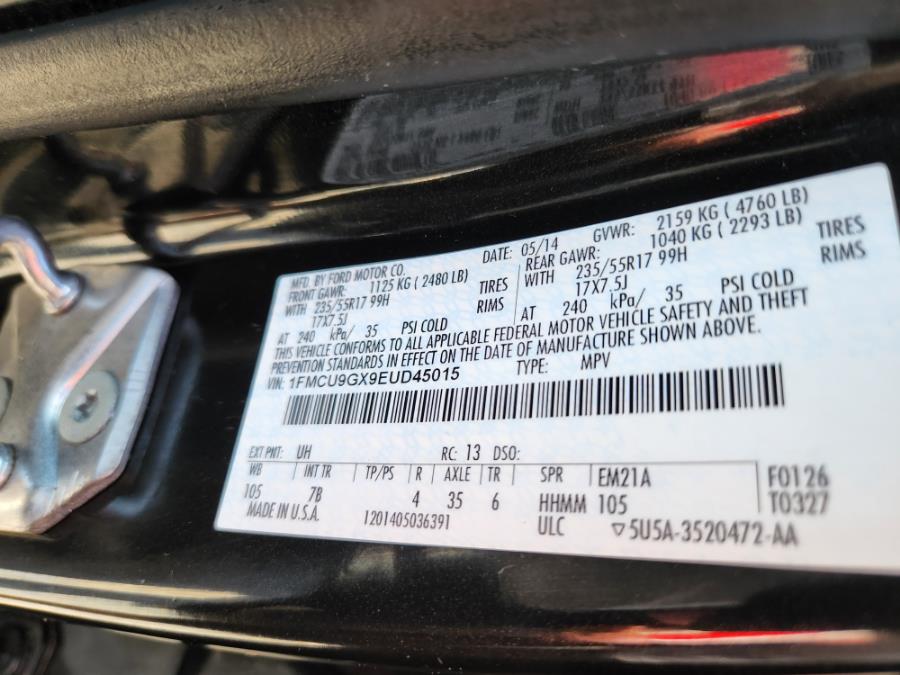 MFD. BY FORD MOTOR CO. DATE: 05/14 GVWR: 2159 KG ( 4760 LB)
FRONT GAWR: 1125 KG ( 2480 LB) REAR GAWR: 1040 KG ( 2293 LB)
WITH 235/55R17 99H TIRES WITH 235/55R17 99H TIRES
17X7.5J RIMS 17X7.5J RIMS
AT 240 kPa/ 35 PSI COLD AT 240 kPa/ 35 PSI COLD
THIS VEHICLE CONFORMS TO ALL APPLICABLE FEDERAL MOTOR VEHICLE SAFETY AND THEFT
PREVENTION STANDARDS IN EFFECT ON THE DATE OF MANUFACTURE SHOWN ABOVE.
VIN: 1FMCU9GX9EUD45015 TYPE: MPV
EXT PNT: UH RC: 13 DSO:
WB INT TR TP/PS R AXLE TR SPR EM21A F0126
105 7B 4 35 6 HHMM 105 T0327
MADE IN U.S.A. 1201405036391 ULC ▽5U5A-3520472-AA